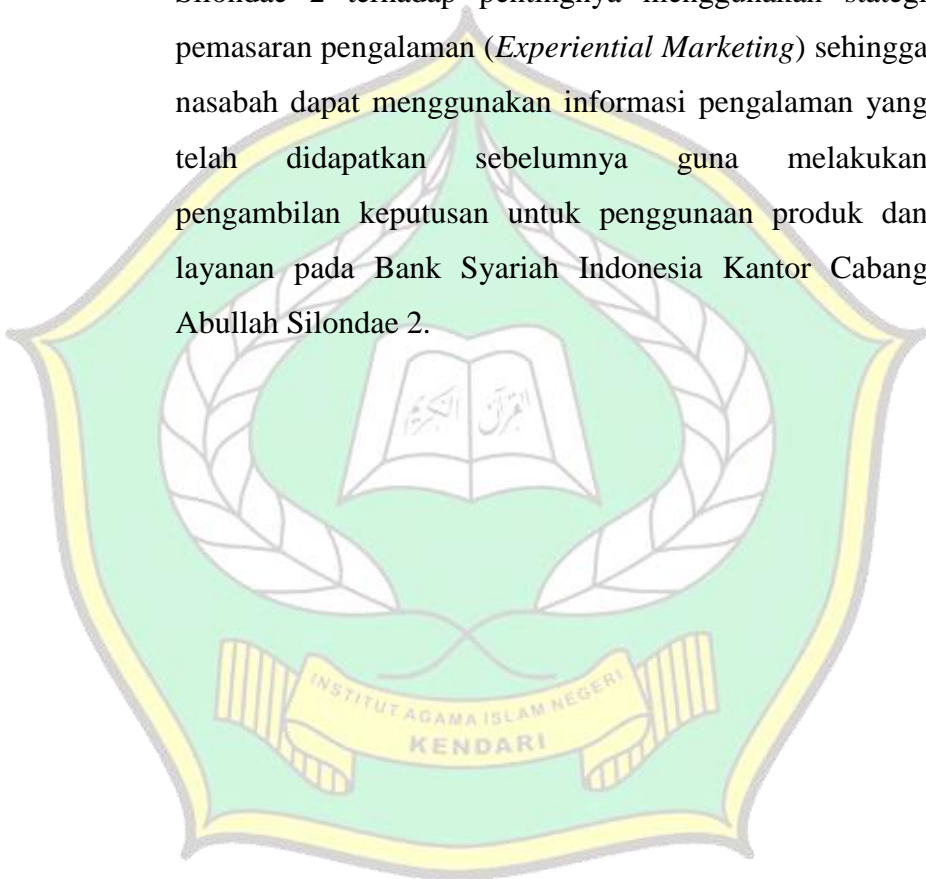 Silondae 2 terhadap pentingnya menggunakan stategi
pemasaran pengalaman (Experiential Marketing) sehingga
nasabah dapat menggunakan informasi pengalaman yang
telah didapatkan sebelumnya guna melakukan
pengambilan keputusan untuk penggunaan produk dan
layanan pada Bank Syariah Indonesia Kantor Cabang
Abullah Silondae 2.
القرآن الكريم
INSTITUT AGAMA ISLAM NEGERI
KENDARI